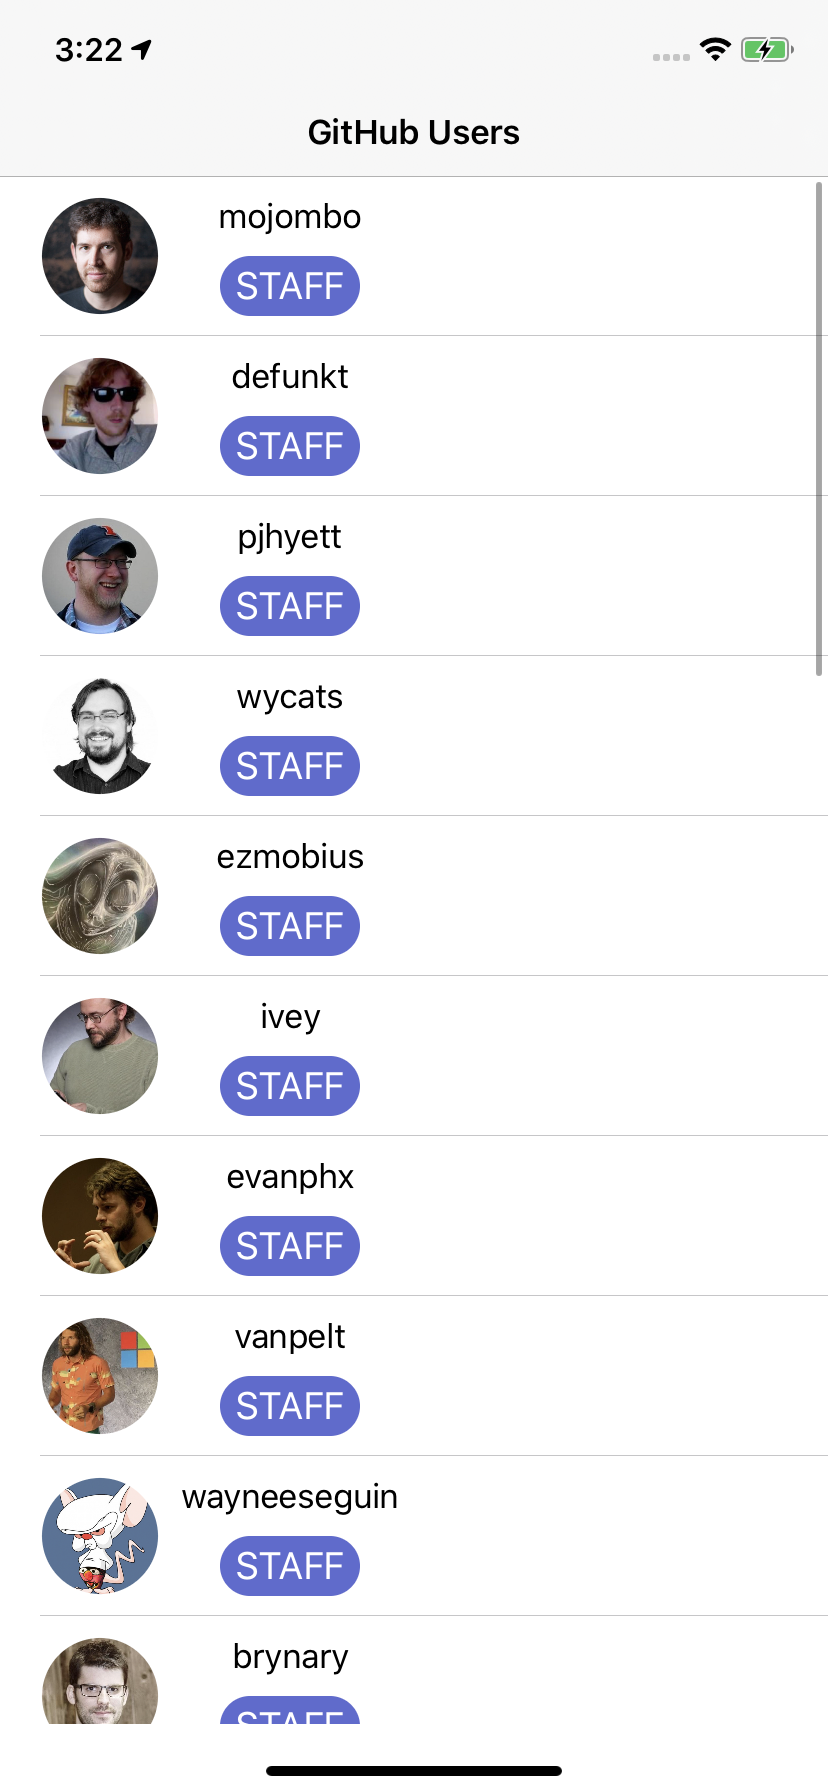 3:22
GitHub Users
mojombo
STAFF
defunkt
STAFF
pjhyett
STAFF
wycats
STAFF
ezmobius
STAFF
ivey
STAFF
evanphx
STAFF
vanpelt
STAFF
wayneeseguin
STAFF
brynary
STAFF